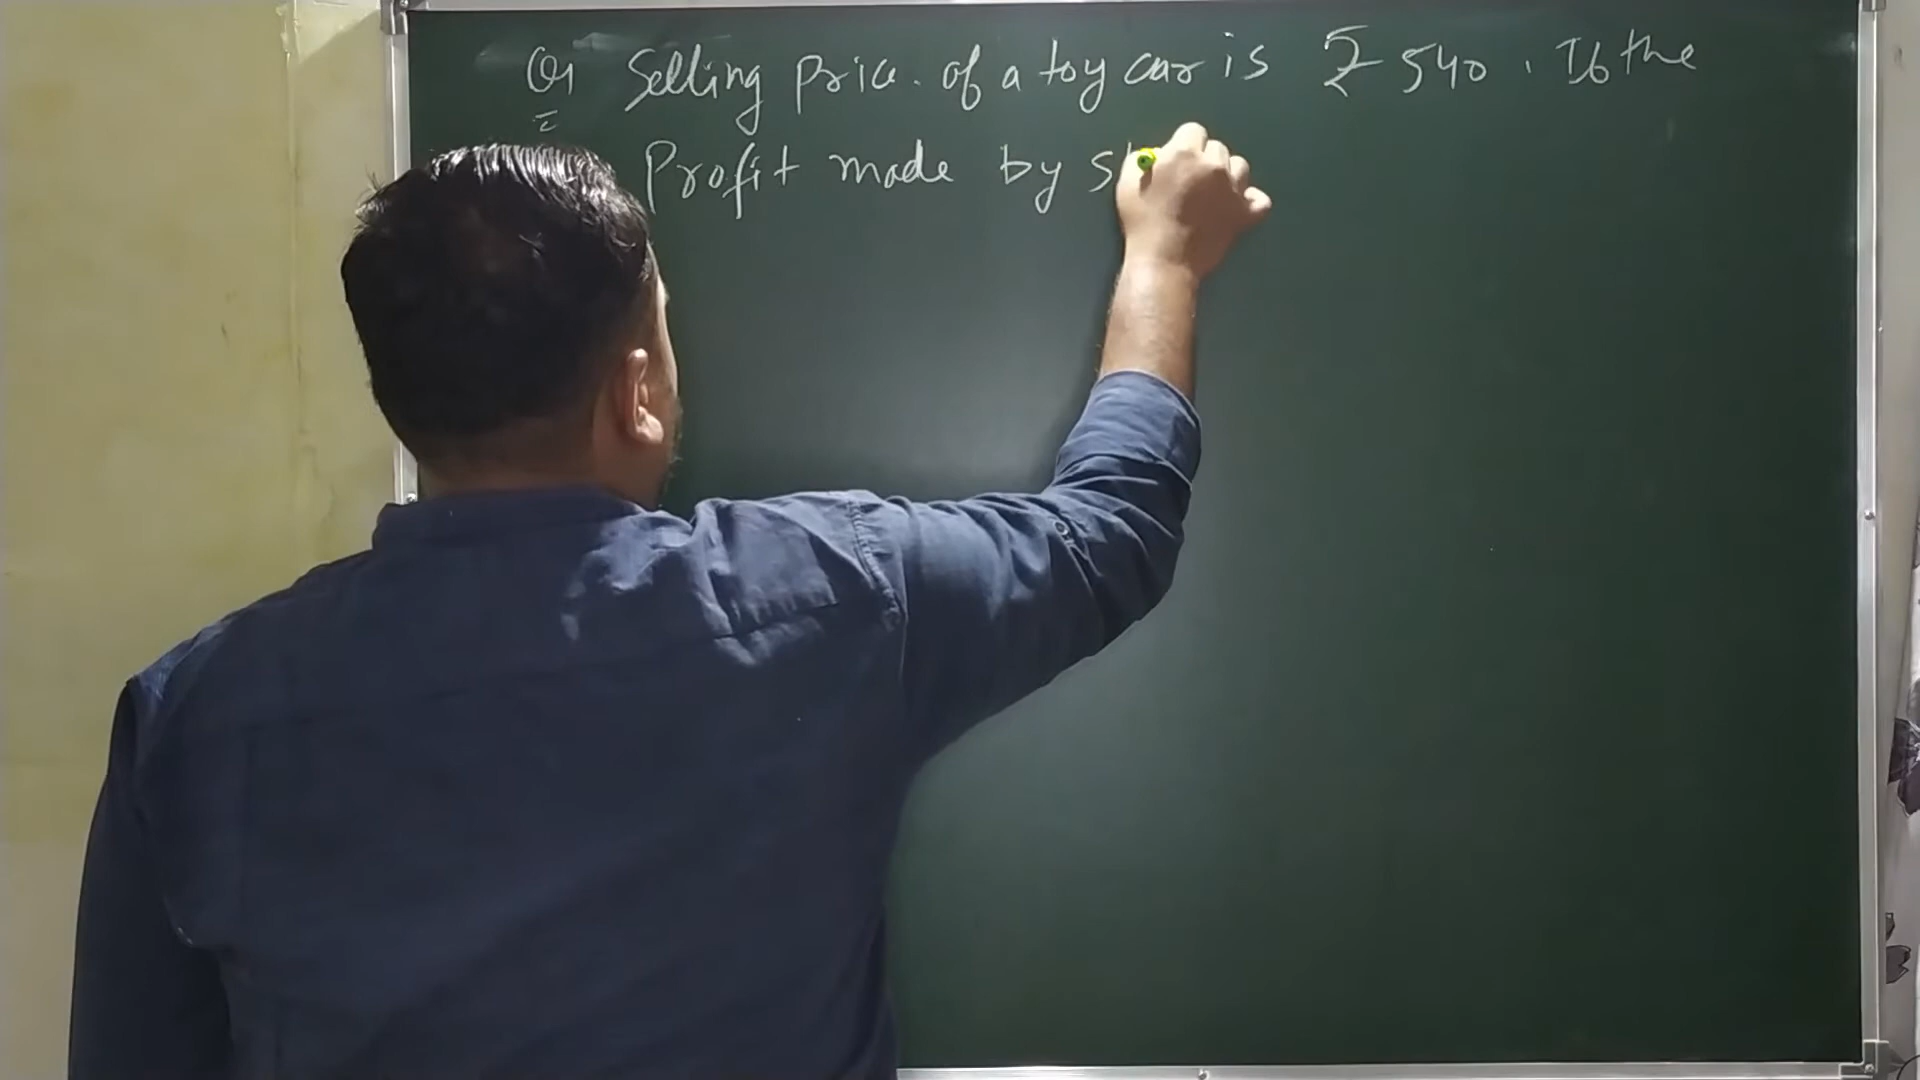 Q1 Selling price. of a toy car is ₹ 540. If the
Profit made by